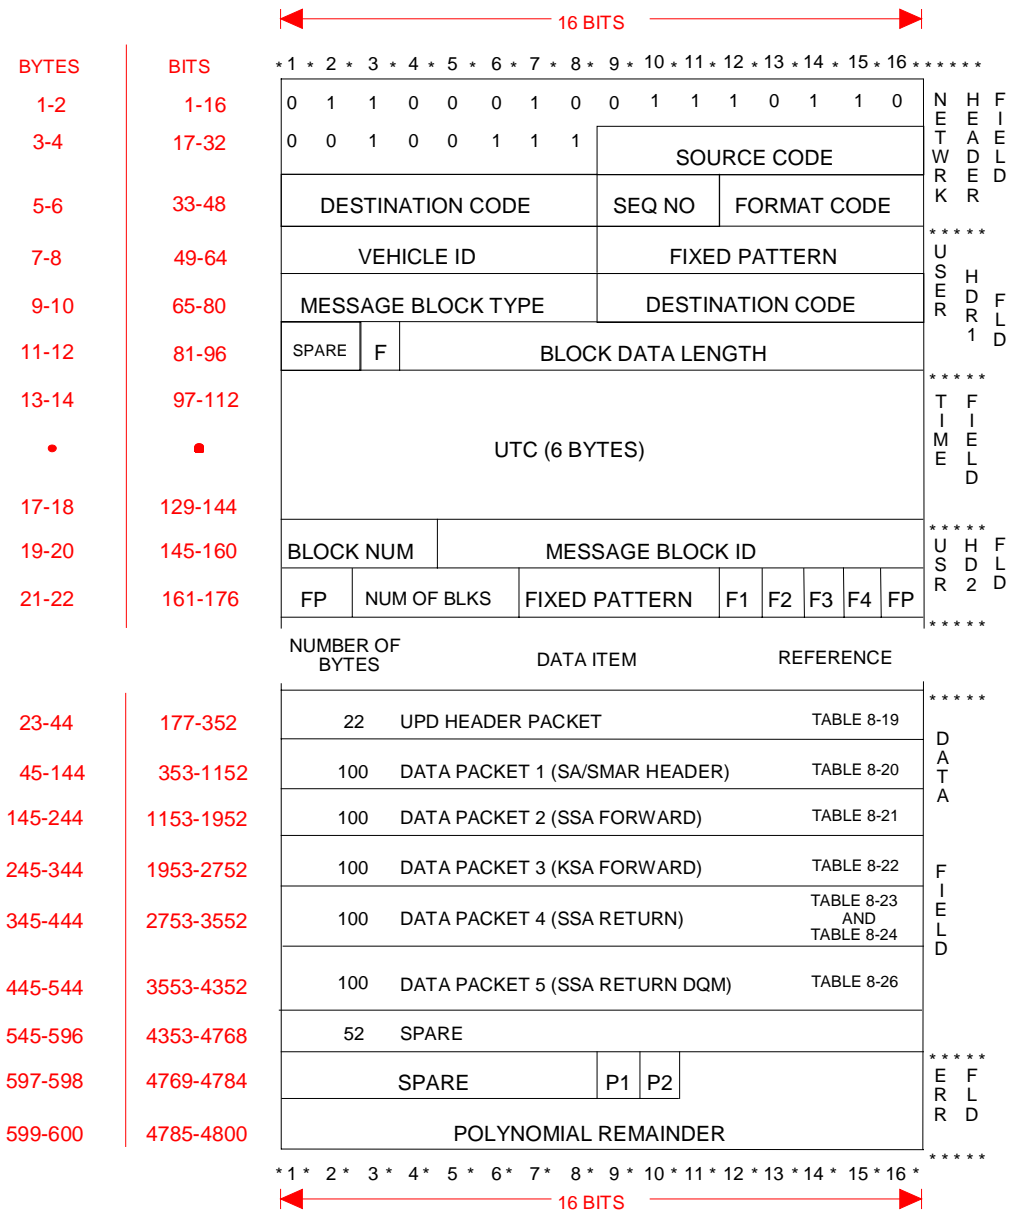 16 BITS
BYTES BITS * 1 * 2 * 3 * 4 * 5 * 6 * 7 * 8 * 9 * 10 * 11 * 12 * 13 * 14 * 15 * 16 * * * * * *
1-2 1-16 0 1 1 0 0 0 1 0 0 1 1 1 0 1 1 0
3-4 17-32 0 0 1 0 0 1 1 1 SOURCE CODE
5-6 33-48 DESTINATION CODE SEQ NO FORMAT CODE
NETWRK HEADER FIELD
* * * * *
7-8 49-64 VEHICLE ID FIXED PATTERN
9-10 65-80 MESSAGE BLOCK TYPE DESTINATION CODE
11-12 81-96 SPARE F BLOCK DATA LENGTH
USER HDR1 FLD
* * * * *
13-14 97-112
UTC (6 BYTES)
17-18 129-144
TIME FIELD
* * * * *
19-20 145-160 BLOCK NUM MESSAGE BLOCK ID
21-22 161-176 FP NUM OF BLKS FIXED PATTERN F1 F2 F3 F4 FP
USR HD2 FLD
* * * * *
NUMBER OF BYTES DATA ITEM REFERENCE
* * * * *
23-44 177-352 22 UPD HEADER PACKET TABLE 8-19
45-144 353-1152 100 DATA PACKET 1 (SA/SMAR HEADER) TABLE 8-20
145-244 1153-1952 100 DATA PACKET 2 (SSA FORWARD) TABLE 8-21
245-344 1953-2752 100 DATA PACKET 3 (KSA FORWARD) TABLE 8-22
345-444 2753-3552 100 DATA PACKET 4 (SSA RETURN) TABLE 8-23 AND TABLE 8-24
445-544 3553-4352 100 DATA PACKET 5 (SSA RETURN DQM) TABLE 8-26
545-596 4353-4768 52 SPARE
DATA FIELD
* * * * *
597-598 4769-4784 SPARE P1 P2
599-600 4785-4800 POLYNOMIAL REMAINDER
ERR FLD
* * * * *
* 1 * 2 * 3 * 4 * 5 * 6 * 7 * 8 * 9 * 10 * 11 * 12 * 13 * 14 * 15 * 16 *
16 BITS